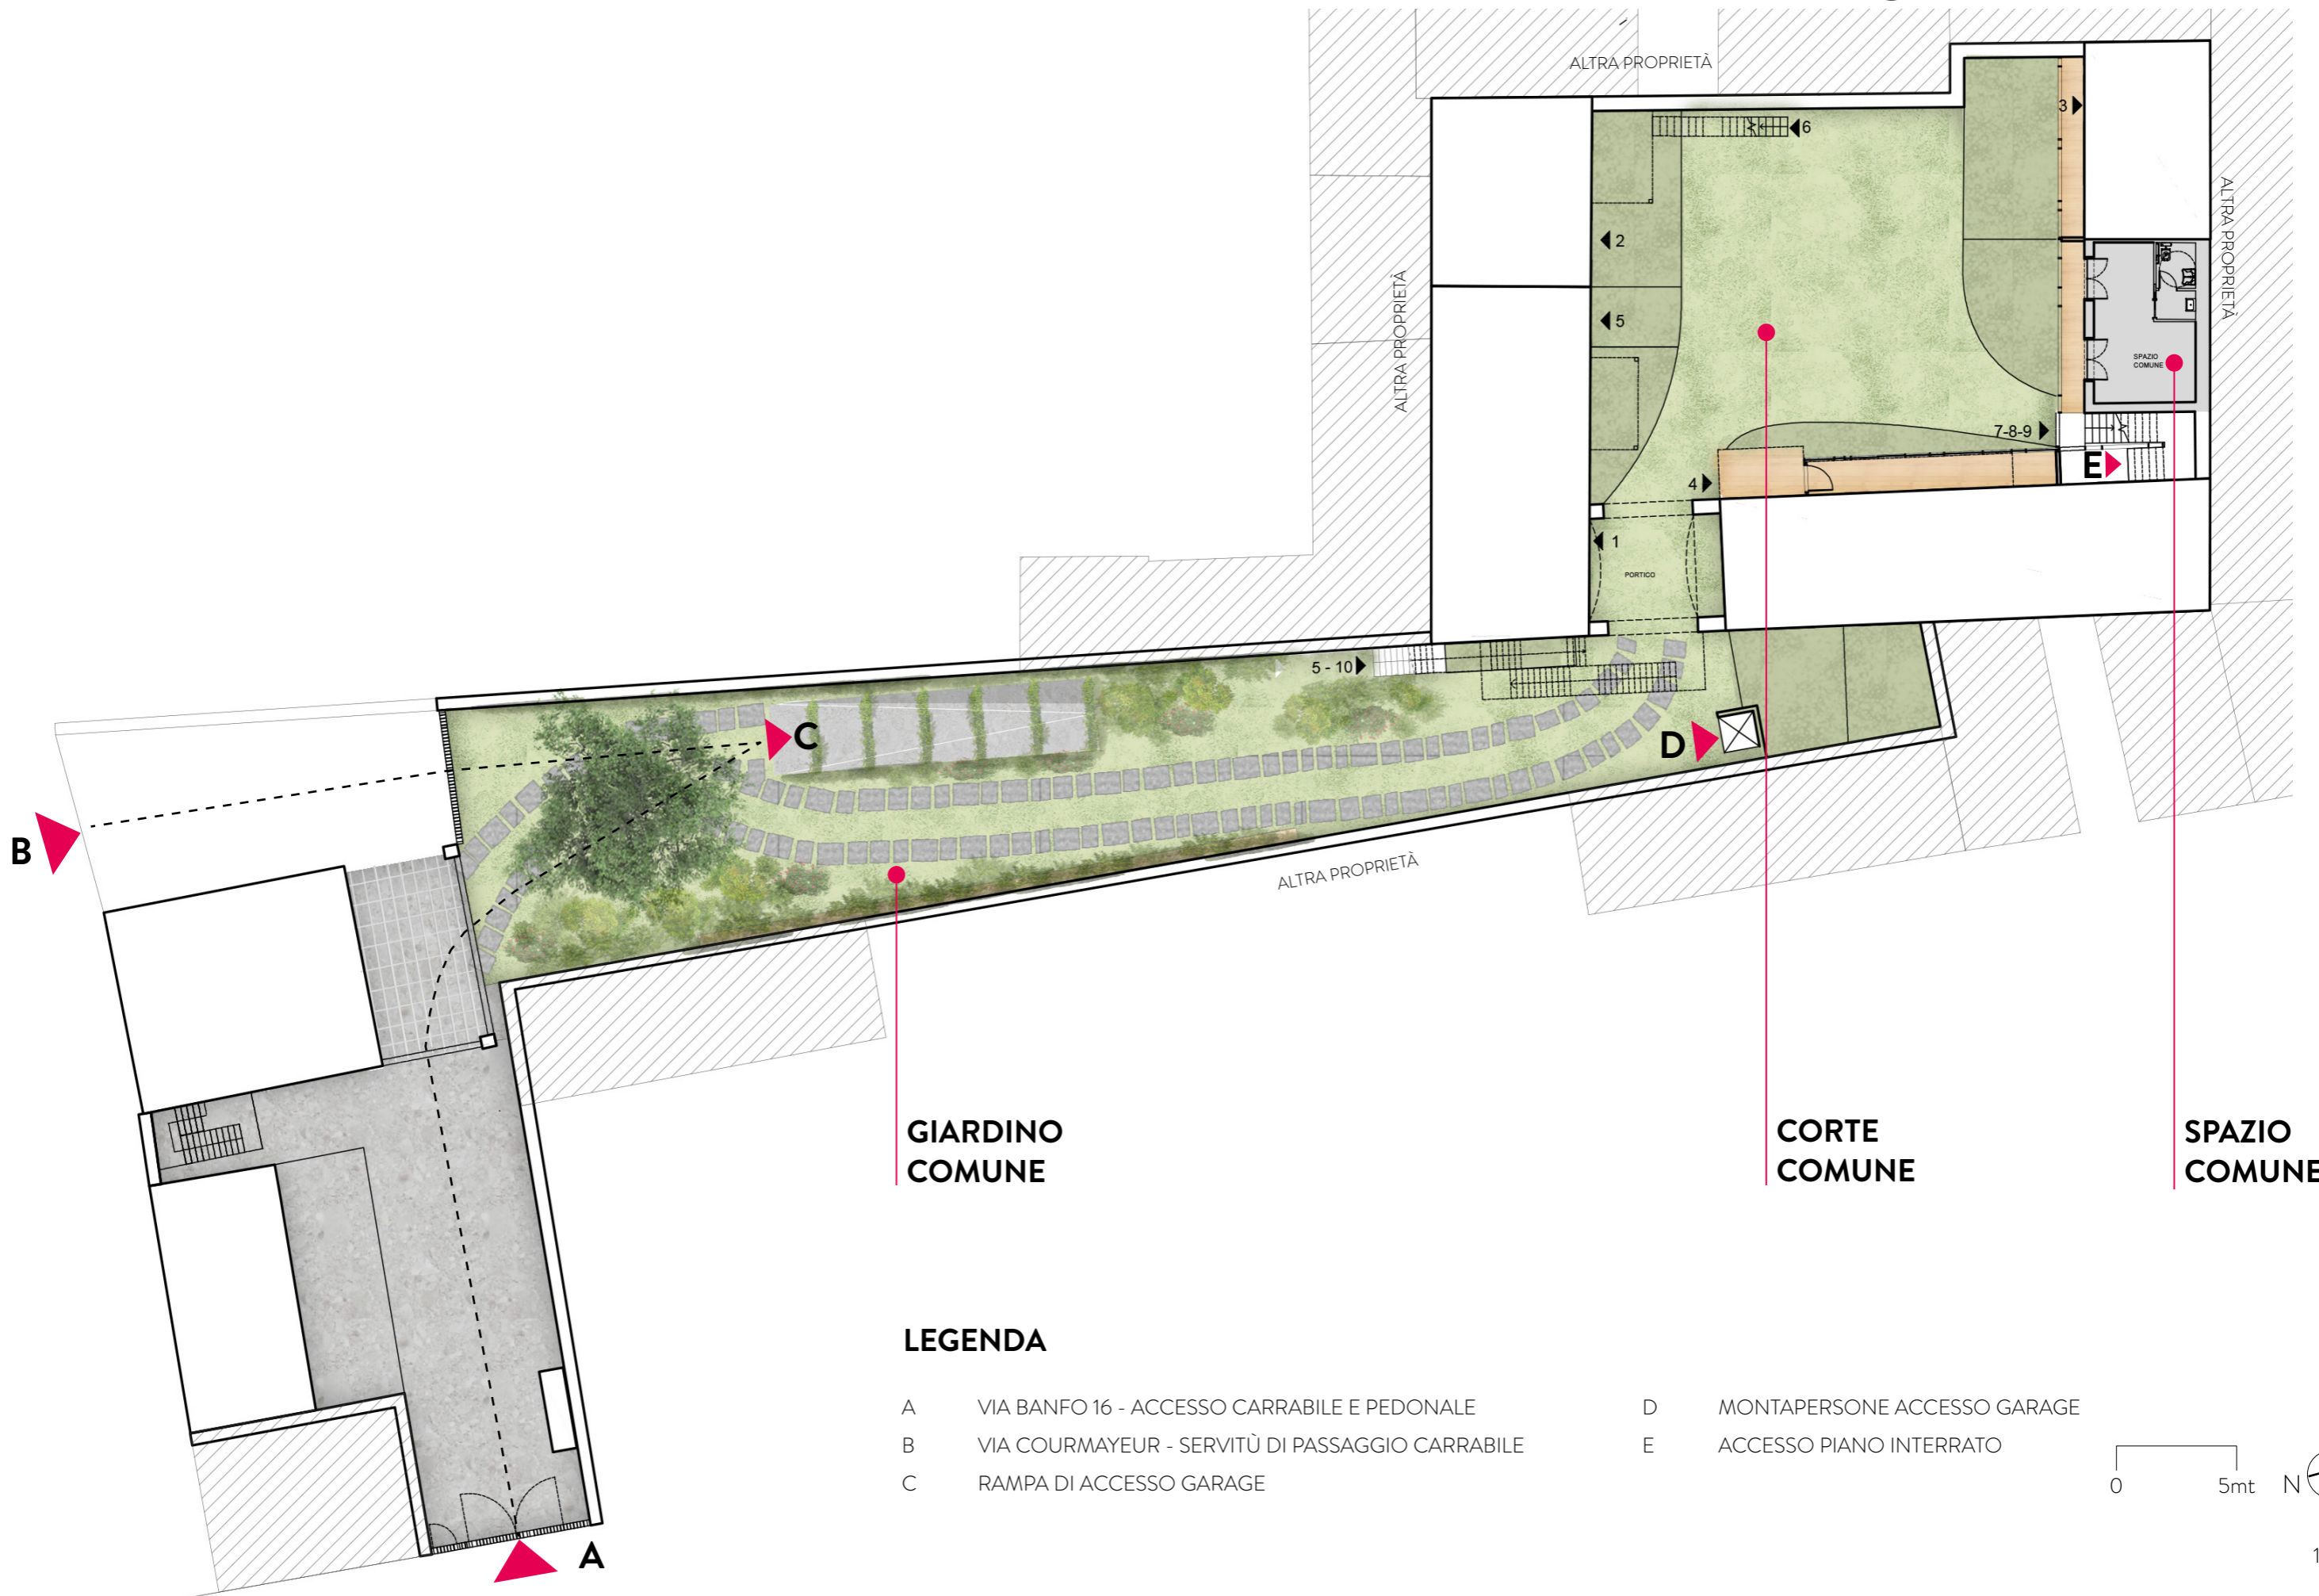 ALTRA PROPRIETÀ
3
6
2
ALTRA PROPRIETÀ
ALTRA PROPRIETÀ
5
SPAZIO
COMUNE
7-8-9
E
4
1
PORTICO
5 - 10
C
D
B
ALTRA PROPRIETÀ
GIARDINO
COMUNE
CORTE
COMUNE
SPAZIO
COMUNE
LEGENDA
A VIA BANFO 16 - ACCESSO CARRABILE E PEDONALE
B VIA COURMAYEUR - SERVITÙ DI PASSAGGIO CARRABILE
C RAMPA DI ACCESSO GARAGE
D MONTAPERSONE ACCESSO GARAGE
E ACCESSO PIANO INTERRATO
0 5mt N
A
1